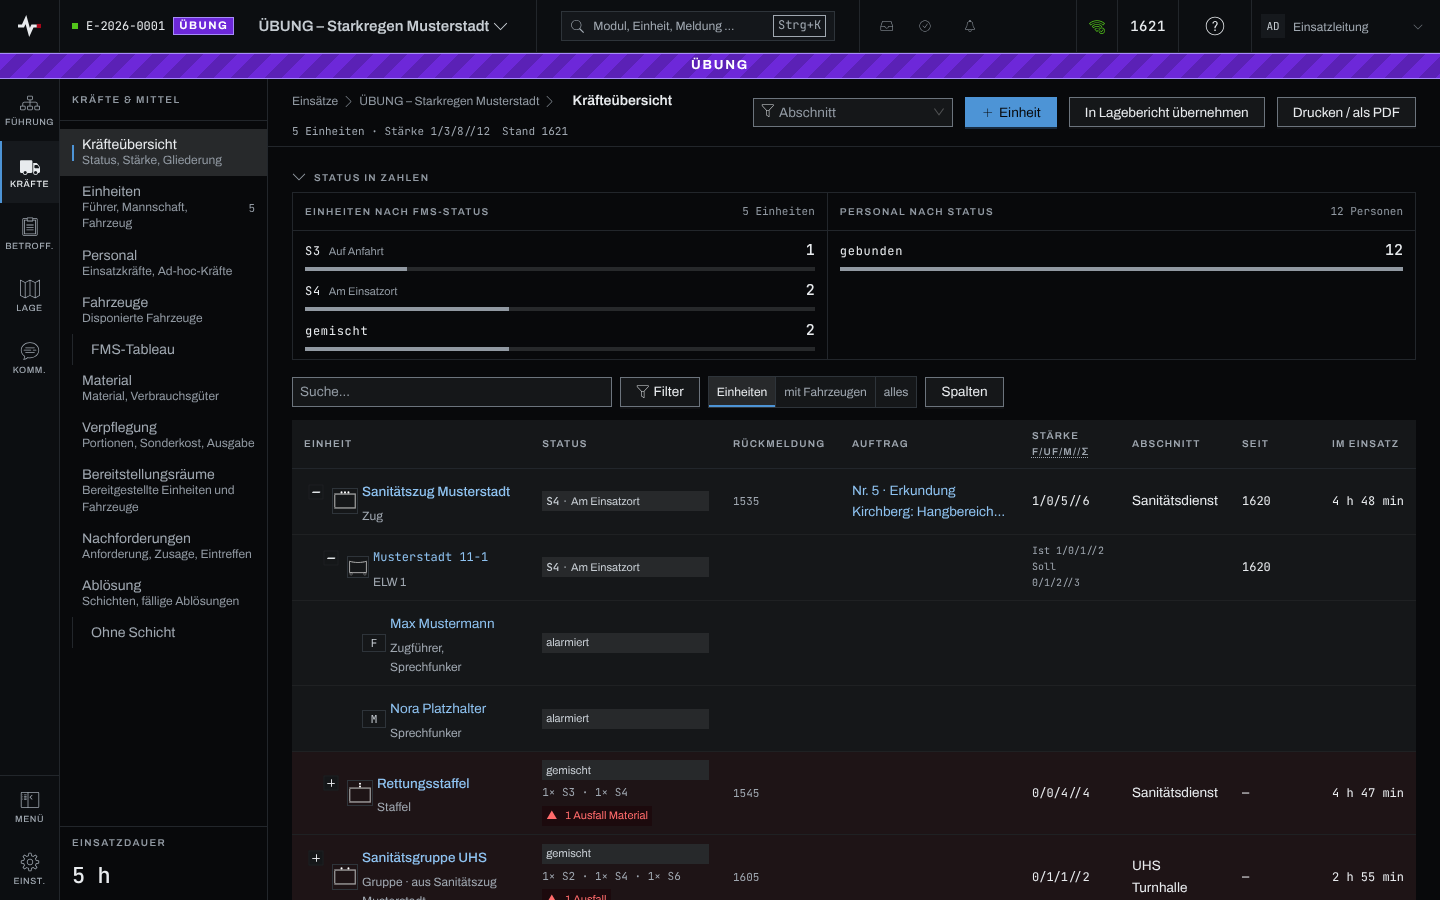 E-2026-0001 ÜBUNG ÜBUNG – Starkregen Musterstadt Modul, Einheit, Meldung ... Strg+K 1621 ? AD Einsatzleitung
ÜBUNG
FÜHRUNG
KRÄFTE
BETROFF.
LAGE
KOMM.
MENÜ
EINST.
KRÄFTE & MITTEL
Kräfteübersicht
Status, Stärke, Gliederung
Einheiten
Führer, Mannschaft,
Fahrzeug
5
Personal
Einsatzkräfte, Ad-hoc-Kräfte
Fahrzeuge
Disponierte Fahrzeuge
FMS-Tableau
Material
Material, Verbrauchsgüter
Verpflegung
Portionen, Sonderkost, Ausgabe
Bereitstellungsräume
Bereitgestellte Einheiten und
Fahrzeuge
Nachforderungen
Anforderung, Zusage, Eintreffen
Ablösung
Schichten, fällige Ablösungen
Ohne Schicht
EINSATZDAUER
5 h
Einsätze ÜBUNG – Starkregen Musterstadt Kräfteübersicht
5 Einheiten · Stärke 1/3/8//12 Stand 1621
Abschnitt + Einheit In Lagebericht übernehmen Drucken / als PDF
STATUS IN ZAHLEN
EINHEITEN NACH FMS-STATUS 5 Einheiten
S3 Auf Anfahrt 1
S4 Am Einsatzort 2
gemischt 2
PERSONAL NACH STATUS 12 Personen
gebunden 12
Suche... Filter Einheiten mit Fahrzeugen alles Spalten
EINHEIT STATUS RÜCKMELDUNG AUFTRAG STÄRKE F/UF/M//Σ ABSCHNITT SEIT IM EINSATZ
Sanitätszug Musterstadt
Zug
S4 · Am Einsatzort
1535
Nr. 5 · Erkundung
Kirchberg: Hangbereich...
1/0/5//6
Sanitätsdienst
1620
4 h 48 min
Musterstadt 11-1
ELW 1
S4 · Am Einsatzort
Ist 1/0/1//2
Soll
0/1/2//3
1620
F
Max Mustermann
Zugführer,
Sprechfunker
alarmiert
M
Nora Platzhalter
Sprechfunker
alarmiert
+
Rettungsstaffel
Staffel
gemischt
1× S3 · 1× S4
1 Ausfall Material
1545
0/0/4//4
Sanitätsdienst
–
4 h 47 min
+
Sanitätsgruppe UHS
Gruppe · aus Sanitätszug
Musterstadt
gemischt
1× S2 · 1× S4 · 1× S6
1 Ausfall
1605
0/1/1//2
UHS
Turnhalle
–
2 h 55 min